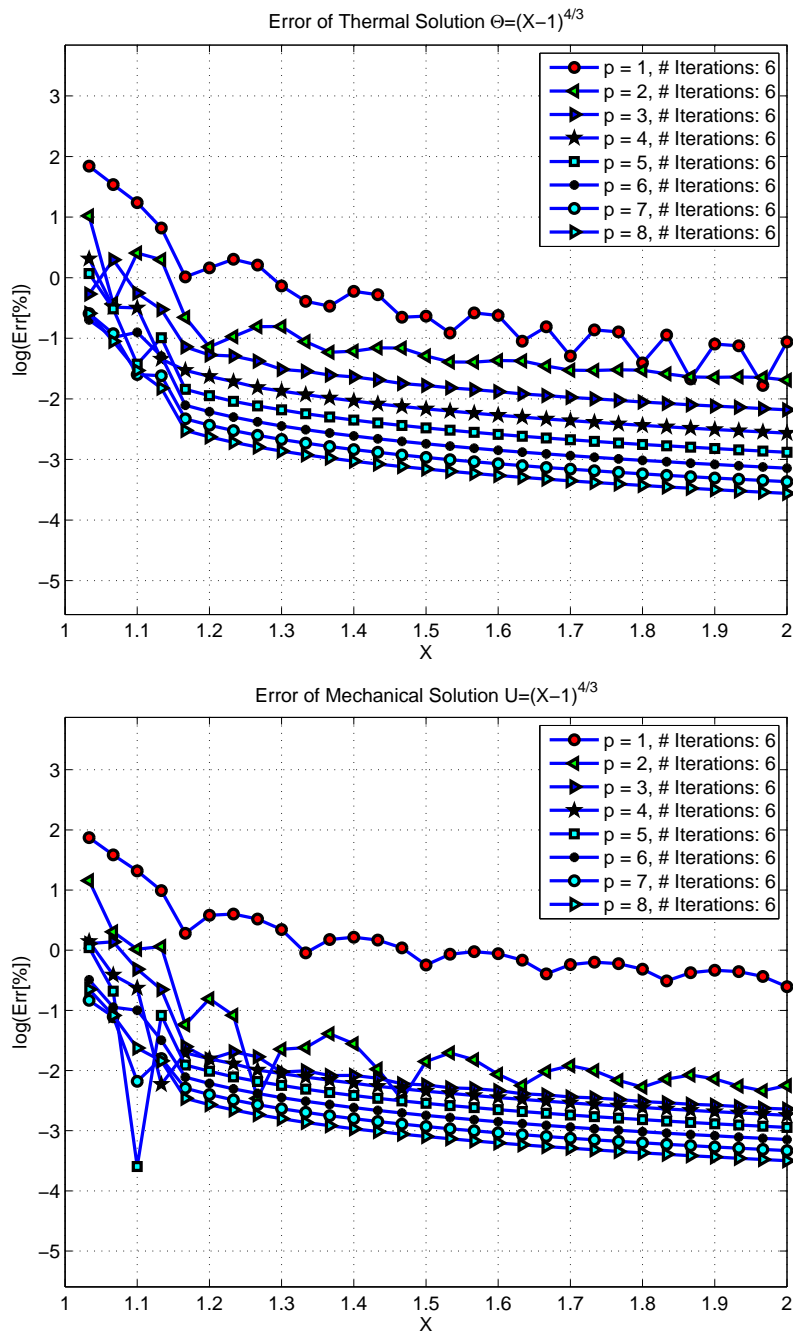 Error of Thermal Solution Θ=(X−1)^4/3
3
2
1
0
−1
−2
−3
−4
−5
log(Err[%])
p = 1, # Iterations: 6
p = 2, # Iterations: 6
p = 3, # Iterations: 6
p = 4, # Iterations: 6
p = 5, # Iterations: 6
p = 6, # Iterations: 6
p = 7, # Iterations: 6
p = 8, # Iterations: 6
1 1.1 1.2 1.3 1.4 1.5 1.6 1.7 1.8 1.9 2
X
Error of Mechanical Solution U=(X−1)^4/3
3
2
1
0
−1
−2
−3
−4
−5
log(Err[%])
p = 1, # Iterations: 6
p = 2, # Iterations: 6
p = 3, # Iterations: 6
p = 4, # Iterations: 6
p = 5, # Iterations: 6
p = 6, # Iterations: 6
p = 7, # Iterations: 6
p = 8, # Iterations: 6
1 1.1 1.2 1.3 1.4 1.5 1.6 1.7 1.8 1.9 2
X